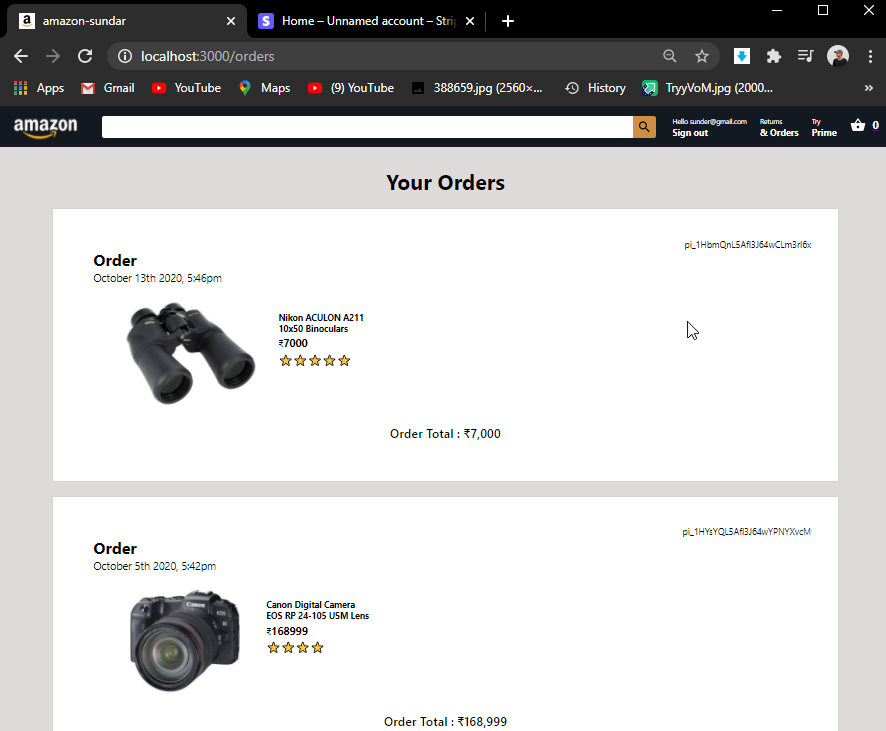 amazon-sundar
Home – Unnamed account – Strip
localhost:3000/orders
Apps
Gmail
YouTube
Maps
(9) YouTube
388659.jpg (2560×...
History
TryyVoM.jpg (2000...
»
amazon
Hello sunder@gmail.com
Sign out
Returns
& Orders
Try
Prime
0
Your Orders
pi_1HbmQnL5Afl3J64wCLm3rI6x
Order
October 13th 2020, 5:46pm
Nikon ACULON A211
10x50 Binoculars
₹7000
Order Total : ₹7,000
pi_1HYsYQL5Afl3J64wYPNYXvcM
Order
October 5th 2020, 5:42pm
Canon
Canon Digital Camera
EOS RP 24-105 USM Lens
₹168999
Order Total : ₹168,999